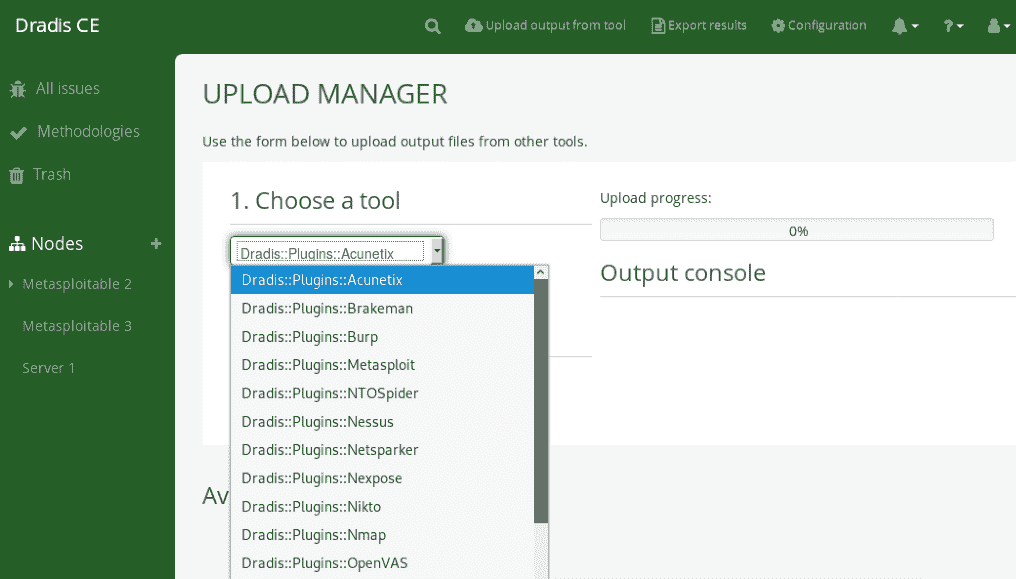 Dradis CE
Upload output from tool
Export results
Configuration
?
All issues
Methodologies
Trash
Nodes
+
Metasploitable 2
Metasploitable 3
Server 1
UPLOAD MANAGER
Use the form below to upload output files from other tools.
1. Choose a tool
Dradis::Plugins::Acunetix
Dradis::Plugins::Acunetix
Dradis::Plugins::Brakeman
Dradis::Plugins::Burp
Dradis::Plugins::Metasploit
Dradis::Plugins::NTOSpider
Dradis::Plugins::Nessus
Dradis::Plugins::Netsparker
Dradis::Plugins::Nexpose
Dradis::Plugins::Nikto
Dradis::Plugins::Nmap
Dradis::Plugins::OpenVAS
Av
Upload progress:
0%
Output console